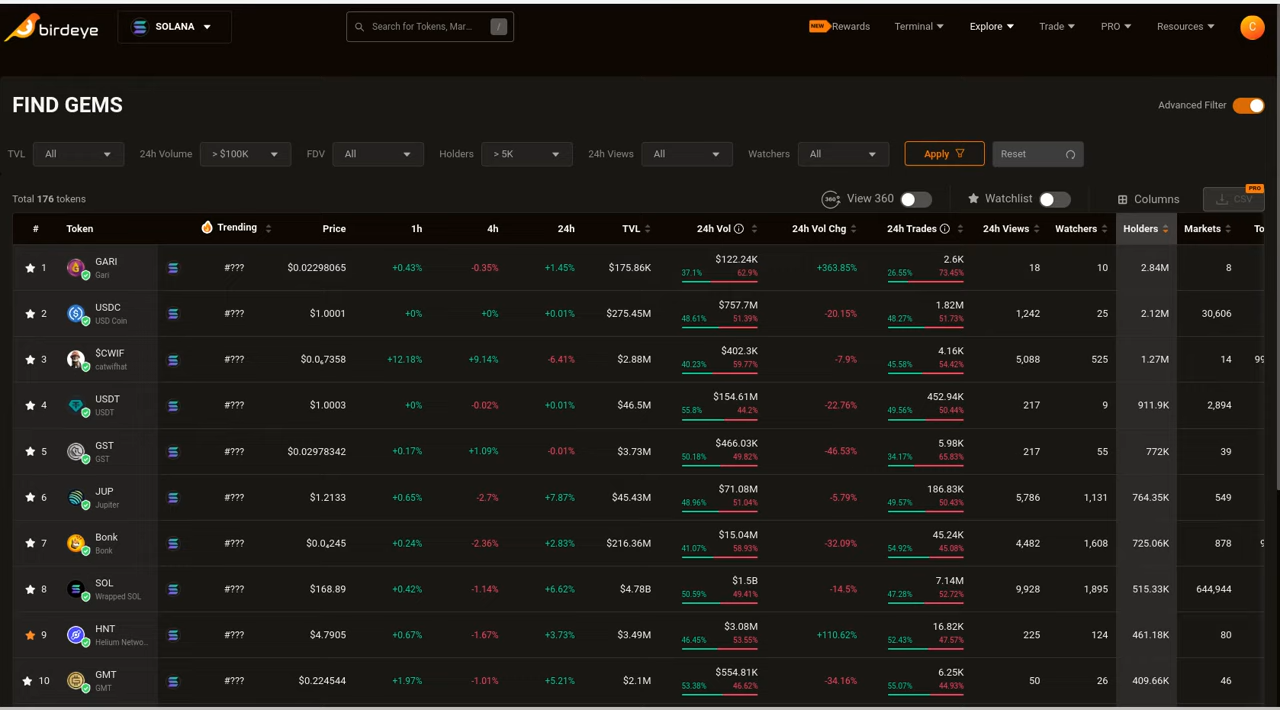 birdeye SOLANA Search for Tokens, Mar... / NEW Rewards Terminal Explore Trade PRO Resources C
FIND GEMS Advanced Filter
TVL All 24h Volume > $100K FDV All Holders > 5K 24h Views All Watchers All Apply Reset
Total 176 tokens 360° View 360 Watchlist Columns CSV PRO
# Token Trending Price 1h 4h 24h TVL 24h Vol 24h Vol Chg 24h Trades 24h Views Watchers Holders Markets To
1 GARI #??? $0.02298065 +0.43% -0.35% +1.45% $175.86K $122.24K +363.85% 2.6K 18 10 2.84M 8
Gari 37.1% 62.9% 26.55% 73.45%
2 USDC #??? $1.0001 +0% +0% +0.01% $275.45M $757.7M -20.15% 1.82M 1,242 25 2.12M 30,606
USD Coin 48.61% 51.39% 48.27% 51.73%
3 $CWIF #??? +12.18% +9.14% -6.41% $2.88M $402.3K -7.9% 4.16K 5,088 525 1.27M 14 99
catwifhat 40.23% 59.77% 45.58% 54.42%
4 USDT #??? $1.0003 +0% -0.02% +0.01% $46.5M $154.61M -22.76% 452.94K 217 9 911.9K 2,894
USDT 55.8% 44.2% 49.56% 50.44%
5 GST #??? $0.02978342 +0.17% +1.09% -0.01% $3.73M $466.03K -46.53% 5.98K 217 55 772K 39
GST 50.18% 49.82% 34.17% 65.83%
6 JUP #??? $1.2133 +0.65% -2.7% +7.87% $45.43M $71.08M -5.79% 186.83K 5,786 1,131 764.35K 549
Jupiter 48.96% 51.04% 49.57% 50.43%
7 Bonk #??? $0.0₄245 +0.24% -2.36% +2.83% $216.36M $15.04M -32.09% 45.24K 4,482 1,608 725.06K 878
Bonk 41.07% 58.93% 54.92% 45.08%
8 SOL #??? $168.89 +0.42% -1.14% +6.62% $4.78B $1.5B -14.5% 7.14M 9,928 1,895 515.33K 644,944
Wrapped SOL 50.59% 49.41% 47.28% 52.72%
9 HNT #??? $4.7905 +0.67% -1.67% +3.73% $3.49M $3.08M +110.62% 16.82K 225 124 461.18K 80
Helium Netwo... 46.45% 53.55% 52.43% 47.57%
10 GMT #??? $0.224544 +1.97% -1.01% +5.21% $2.1M $554.81K -34.16% 6.25K 50 26 409.66K 46
GMT 53.38% 46.62% 55.07% 44.93%